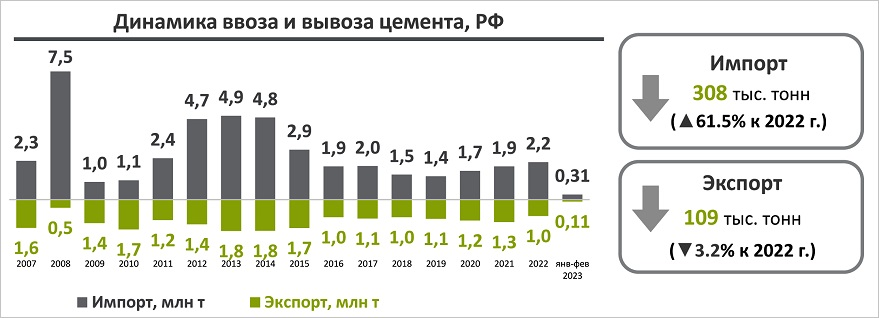 Динамика ввоза и вывоза цемента, РФ
2,3 7,5 1,0 1,1 2,4 4,7 4,9 4,8 2,9 1,9 2,0 1,5 1,4 1,7 1,9 2,2 0,31
1,6 0,5 1,4 1,7 1,2 1,4 1,8 1,8 1,7 1,0 1,1 1,0 1,1 1,2 1,3 1,0 0,11
2007 2008 2009 2010 2011 2012 2013 2014 2015 2016 2017 2018 2019 2020 2021 2022 янв-фев
2023
Импорт, млн т Экспорт, млн т
Импорт
308 тыс. тонн
(▲61.5% к 2022 г.)
Экспорт
109 тыс. тонн
(▼3.2% к 2022 г.)